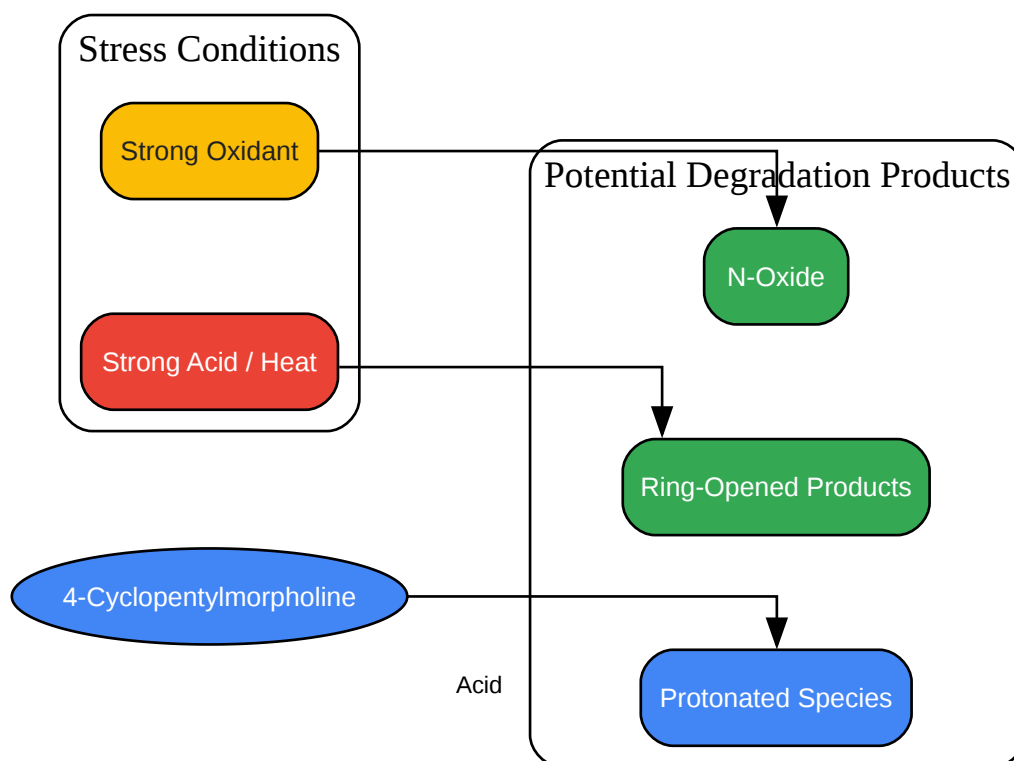 Stress Conditions
Strong Oxidant
Potential Degradation Products
N-Oxide
Strong Acid / Heat
Ring-Opened Products
4-Cyclopentylmorpholine
Acid
Protonated Species